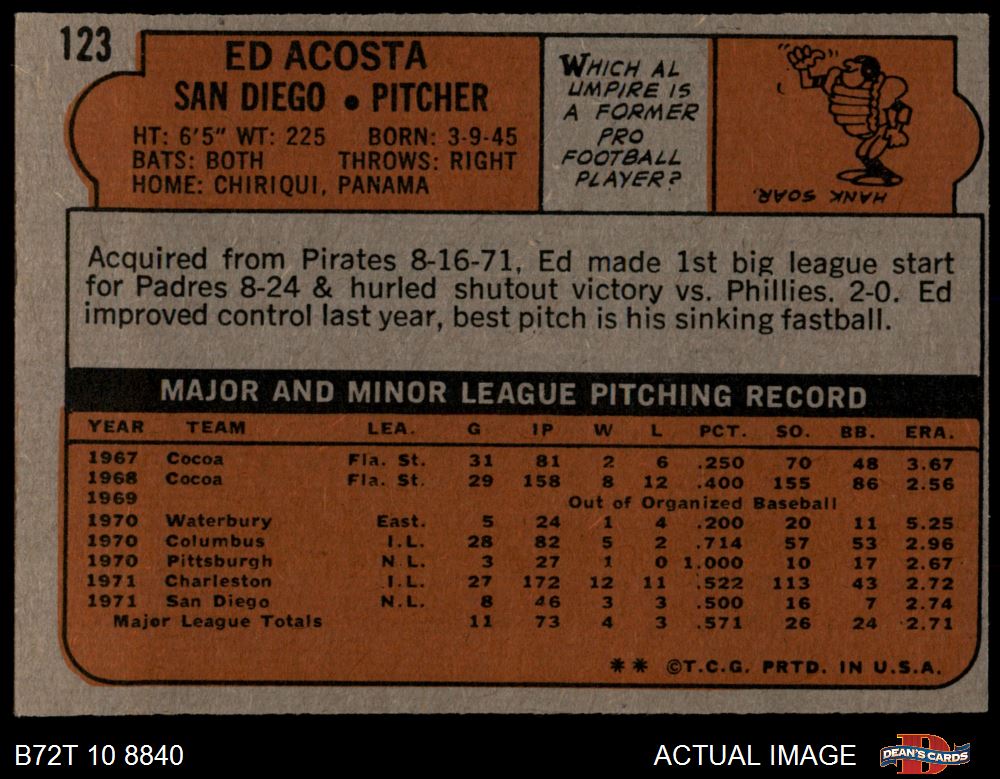 123
ED ACOSTA
SAN DIEGO • PITCHER
HT: 6'5" WT: 225 BORN: 3-9-45
BATS: BOTH THROWS: RIGHT
HOME: CHIRIQUI, PANAMA
WHICH AL
UMPIRE IS
A FORMER
PRO
FOOTBALL
PLAYER?
HANK SOAR.
Acquired from Pirates 8-16-71, Ed made 1st big league start
for Padres 8-24 & hurled shutout victory vs. Phillies. 2-0. Ed
improved control last year, best pitch is his sinking fastball.
MAJOR AND MINOR LEAGUE PITCHING RECORD
YEAR TEAM LEA. G IP W L PCT. SO. BB. ERA.
1967 Cocoa Fla. St. 31 81 2 6 .250 70 48 3.67
1968 Cocoa Fla. St. 29 158 8 12 .400 155 86 2.56
1969 Out of Organized Baseball
1970 Waterbury East. 5 24 1 4 .200 20 11 5.25
1970 Columbus I.L. 28 82 5 2 .714 57 53 2.96
1970 Pittsburgh N.L. 3 27 1 0 1.000 10 17 2.67
1971 Charleston I.L. 27 172 12 11 .522 113 43 2.72
1971 San Diego N.L. 8 46 3 3 .500 16 7 2.74
Major League Totals 11 73 4 3 .571 26 24 2.71
** ©T.C.G. PRTD. IN U.S.A.
B72T 10 8840
ACTUAL IMAGE
DEAN'S CARDS